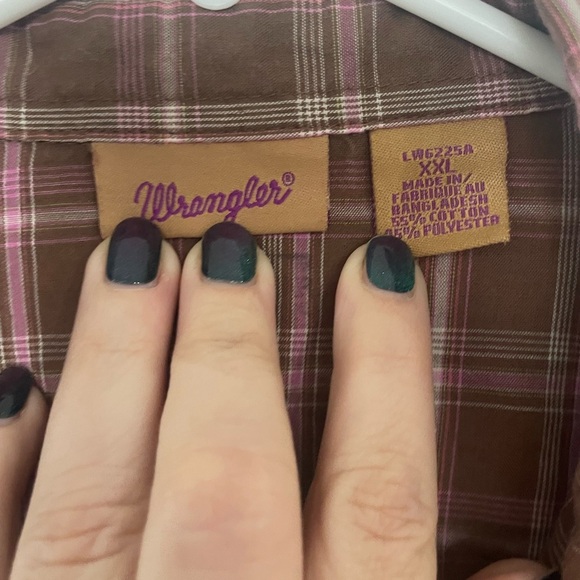 Wrangler®
LW6225A
XXL
MADE IN/
FABRIQUE AU
BANGLADESH
55% COTTON
45% POLYESTER